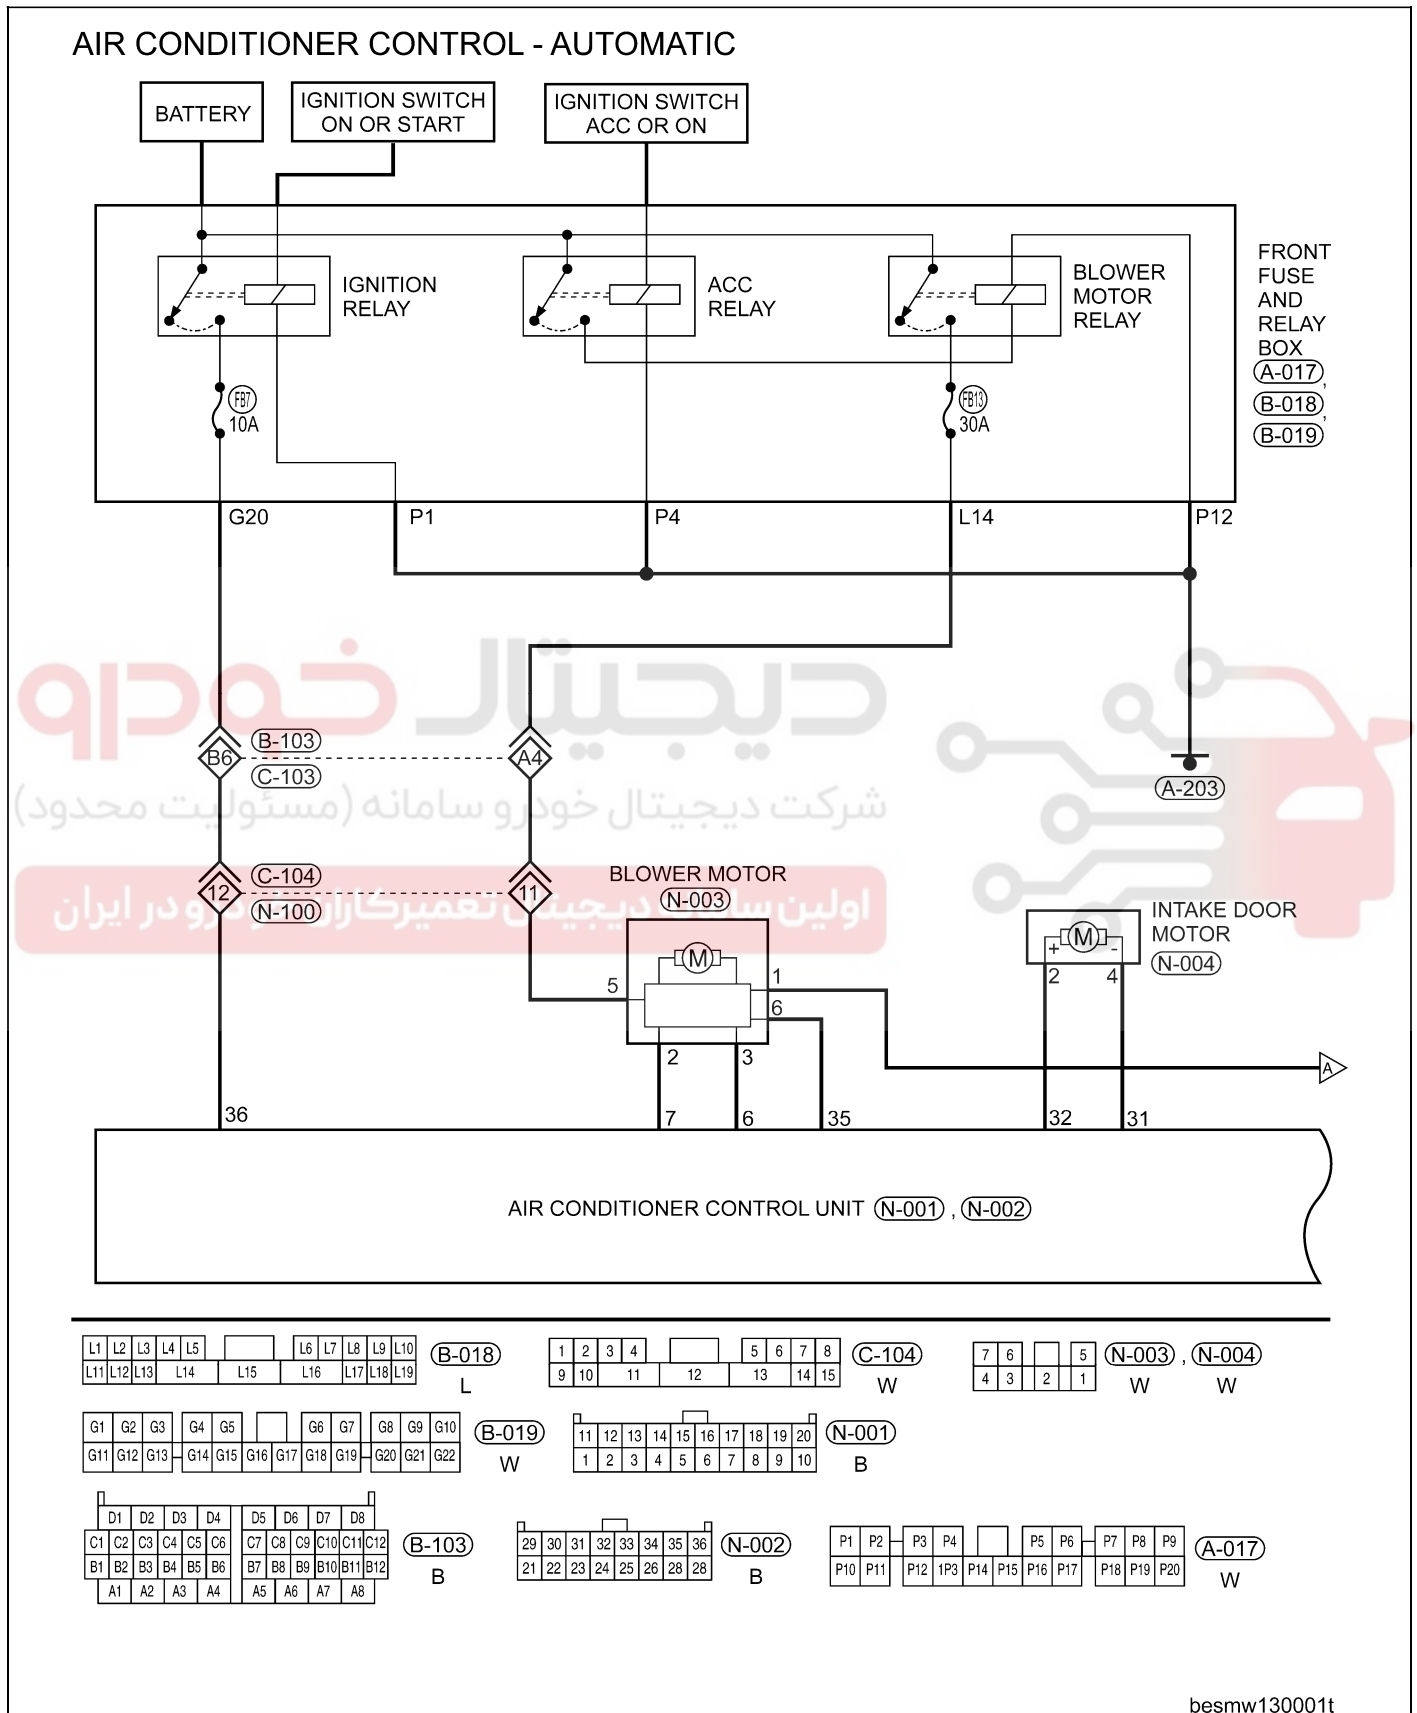 AIR CONDITIONER CONTROL - AUTOMATIC
BATTERY
IGNITION SWITCH
ON OR START
IGNITION SWITCH
ACC OR ON
IGNITION
RELAY
ACC
RELAY
BLOWER
MOTOR
RELAY
FRONT
FUSE
AND
RELAY
BOX
A-017,
B-018,
B-019
FB7
10A
FB13
30A
G20
P1
P4
L14
P12
دیجیتال خودرو
B6
B-103
C-103
A4
A-203
شرکت دیجیتال خودرو سامانه (مسئولیت محدود)
12
C-104
N-100
11
اولین سایت دیجیتال تعمیرکاران خودرو در ایران
BLOWER MOTOR
N-003
M
INTAKE DOOR
MOTOR
N-004
+ M -
2 4
5
1
6
2 3
A
36
7 6 35
32 31
AIR CONDITIONER CONTROL UNIT N-001 , N-002
L1 L2 L3 L4 L5 L6 L7 L8 L9 L10
L11 L12 L13 L14 L15 L16 L17 L18 L19
B-018
L
1 2 3 4 5 6 7 8
9 10 11 12 13 14 15
C-104
W
7 6 5
4 3 2 1
N-003 , N-004
W W
G1 G2 G3 G4 G5 G6 G7 G8 G9 G10
G11 G12 G13 G14 G15 G16 G17 G18 G19 G20 G21 G22
B-019
W
11 12 13 14 15 16 17 18 19 20
1 2 3 4 5 6 7 8 9 10
N-001
B
D1 D2 D3 D4 D5 D6 D7 D8
C1 C2 C3 C4 C5 C6 C7 C8 C9 C10 C11 C12
B1 B2 B3 B4 B5 B6 B7 B8 B9 B10 B11 B12
A1 A2 A3 A4 A5 A6 A7 A8
B-103
B
29 30 31 32 33 34 35 36
21 22 23 24 25 26 28 28
N-002
B
P1 P2 P3 P4 P5 P6 P7 P8 P9
P10 P11 P12 1P3 P14 P15 P16 P17 P18 P19 P20
A-017
W
besmw130001t